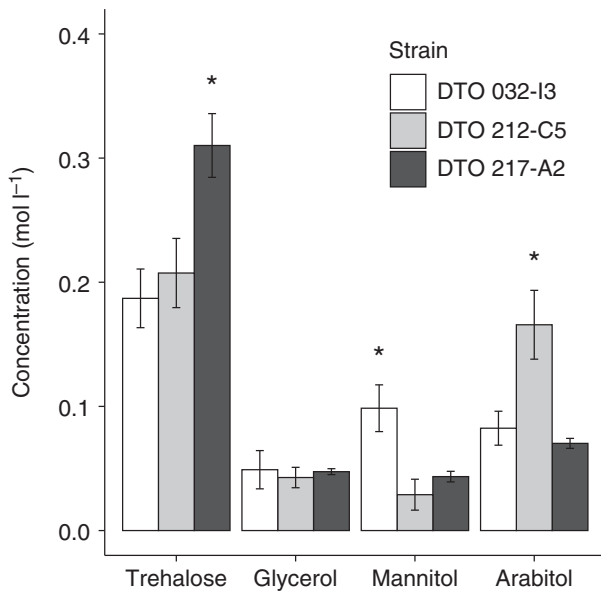 0.4
0.3
0.2
0.1
0.0
Concentration (mol l⁻¹)
Strain
DTO 032-I3
DTO 212-C5
DTO 217-A2
*
*
*
Trehalose Glycerol Mannitol Arabitol